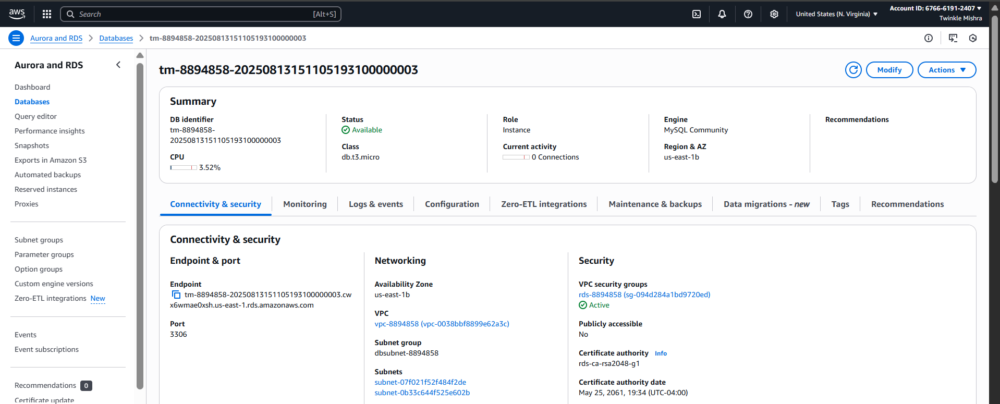 aws
Search
[Alt+S]
United States (N. Virginia)
Account ID: 6766-6191-2407
Twinkle Mishra
Aurora and RDS
Databases
tm-8894858-20250813151105193100000003
Aurora and RDS
Dashboard
Databases
Query editor
Performance insights
Snapshots
Exports in Amazon S3
Automated backups
Reserved instances
Proxies
Subnet groups
Parameter groups
Option groups
Custom engine versions
Zero-ETL integrations New
Events
Event subscriptions
Recommendations 0
Certificate update
tm-8894858-20250813151105193100000003
Modify
Actions
Summary
DB identifier
tm-8894858-
20250813151105193100000003
CPU
3.52%
Status
Available
Class
db.t3.micro
Role
Instance
Current activity
0 Connections
Engine
MySQL Community
Region & AZ
us-east-1b
Recommendations
Connectivity & security
Monitoring
Logs & events
Configuration
Zero-ETL integrations
Maintenance & backups
Data migrations - new
Tags
Recommendations
Connectivity & security
Endpoint & port
Endpoint
tm-8894858-20250813151105193100000003.cw
x6wmae0xsh.us-east-1.rds.amazonaws.com
Port
3306
Networking
Availability Zone
us-east-1b
VPC
vpc-8894858 (vpc-0038bbf8899e62a3c)
Subnet group
dbsubnet-8894858
Subnets
subnet-07f021f52f484f2de
subnet-0b33c644f525e602b
Security
VPC security groups
rds-8894858 (sg-094d284a1bd9720ed)
Active
Publicly accessible
No
Certificate authority Info
rds-ca-rsa2048-g1
Certificate authority date
May 25, 2061, 19:34 (UTC-04:00)